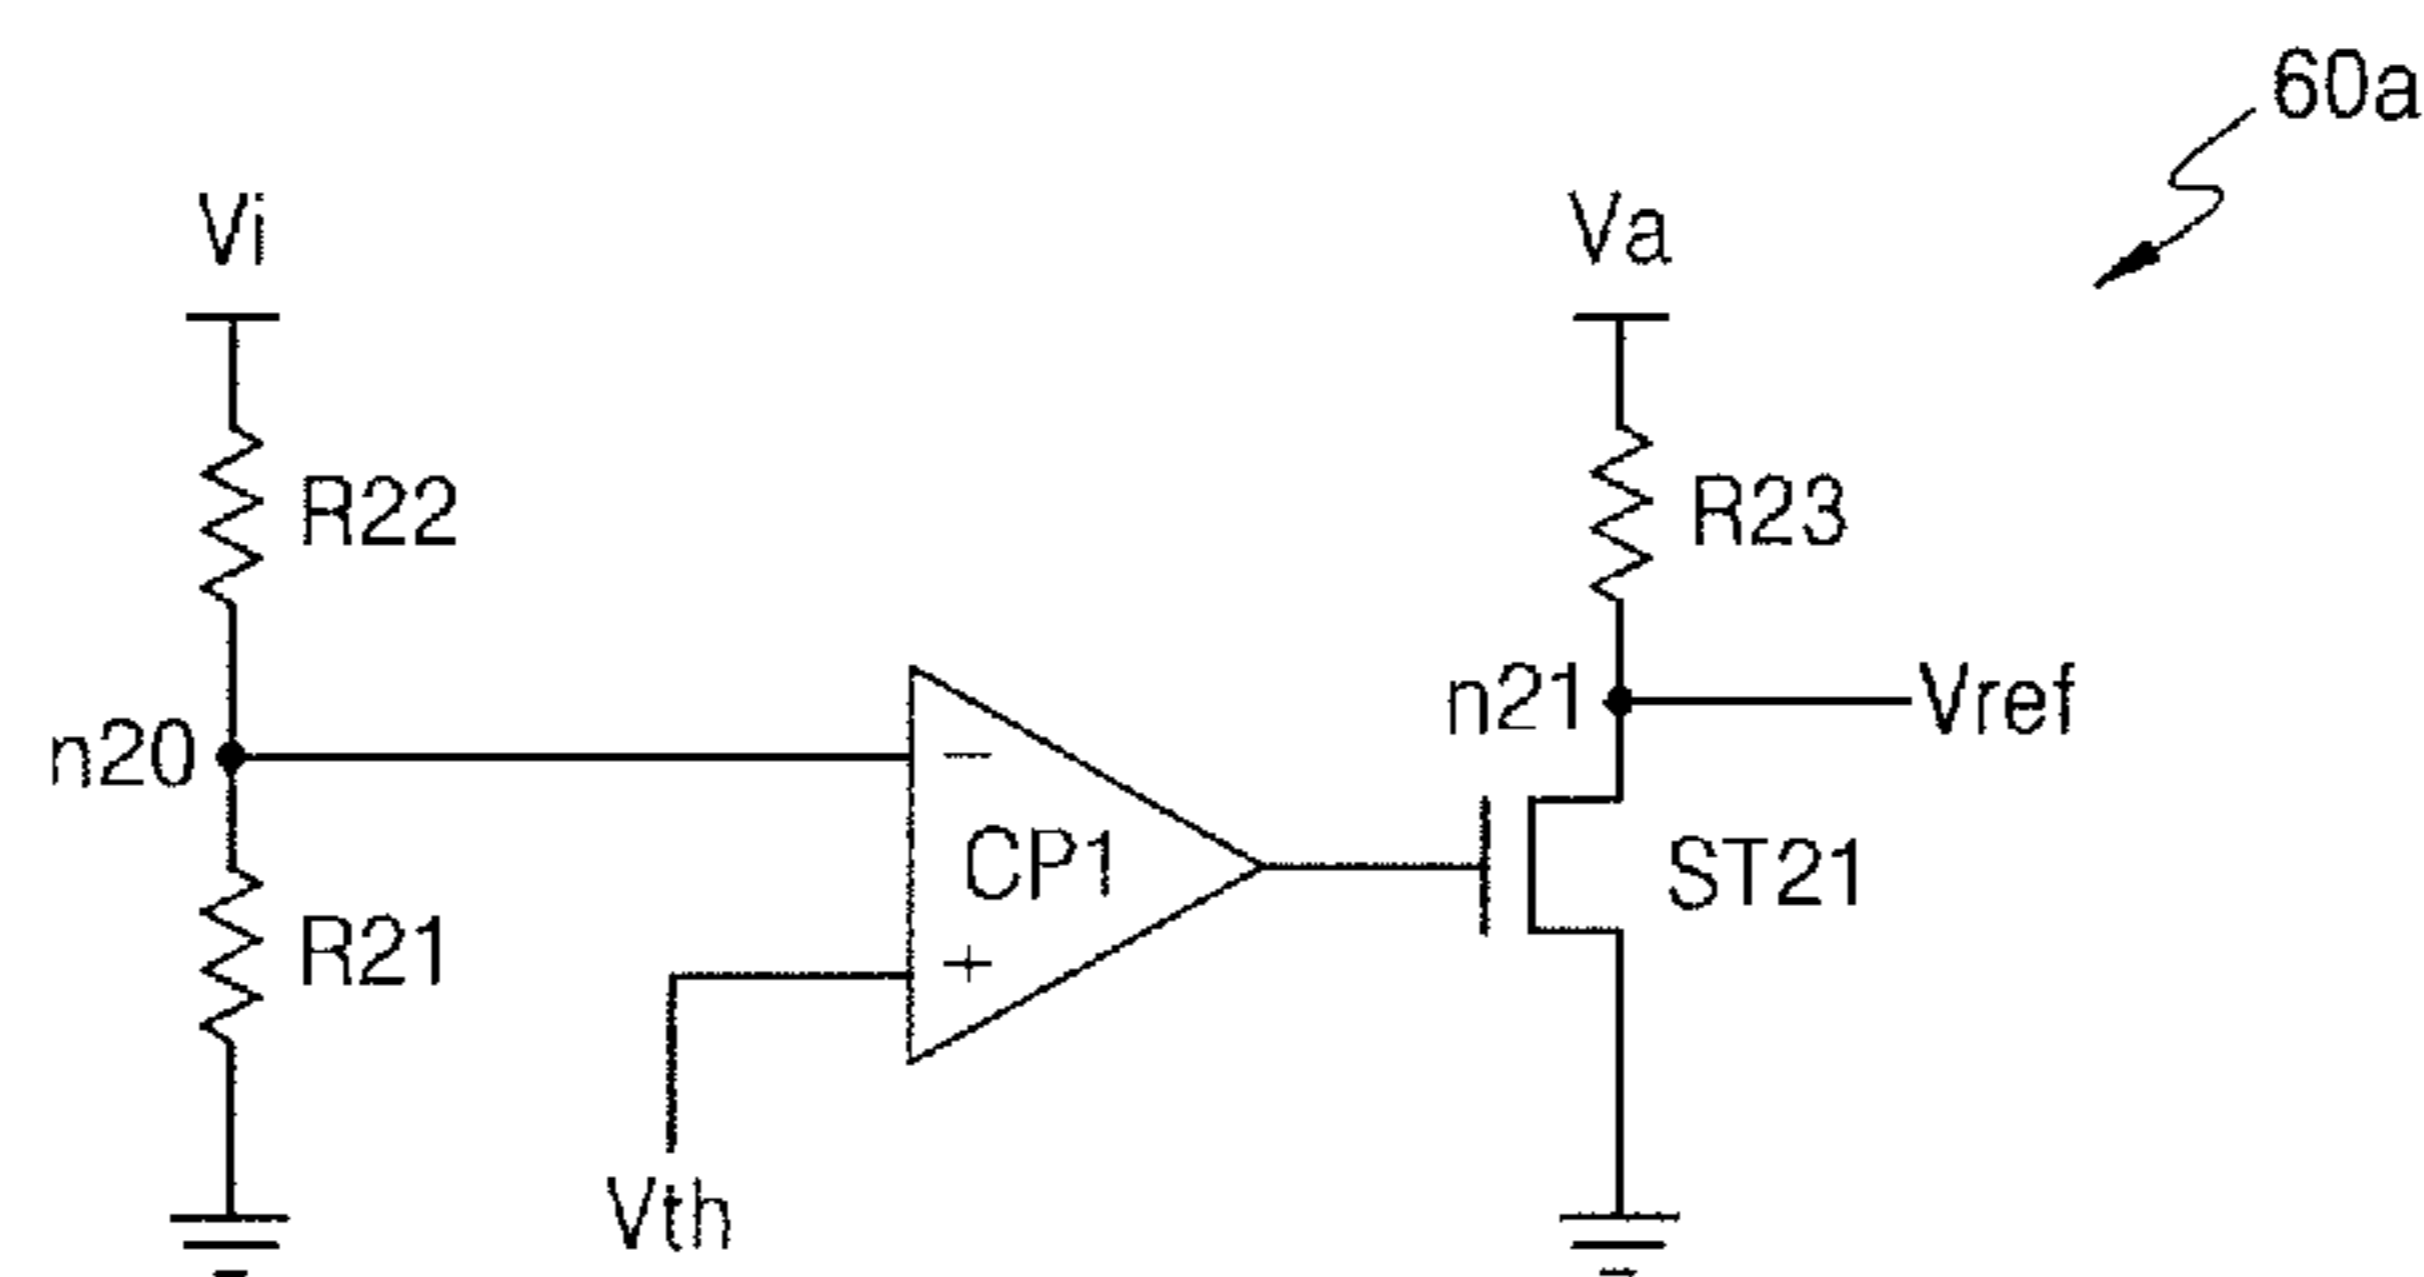 60a
Vi
Va
R22
R23
n21
Vref
n20
−
CP1
ST21
R21
+
Vth